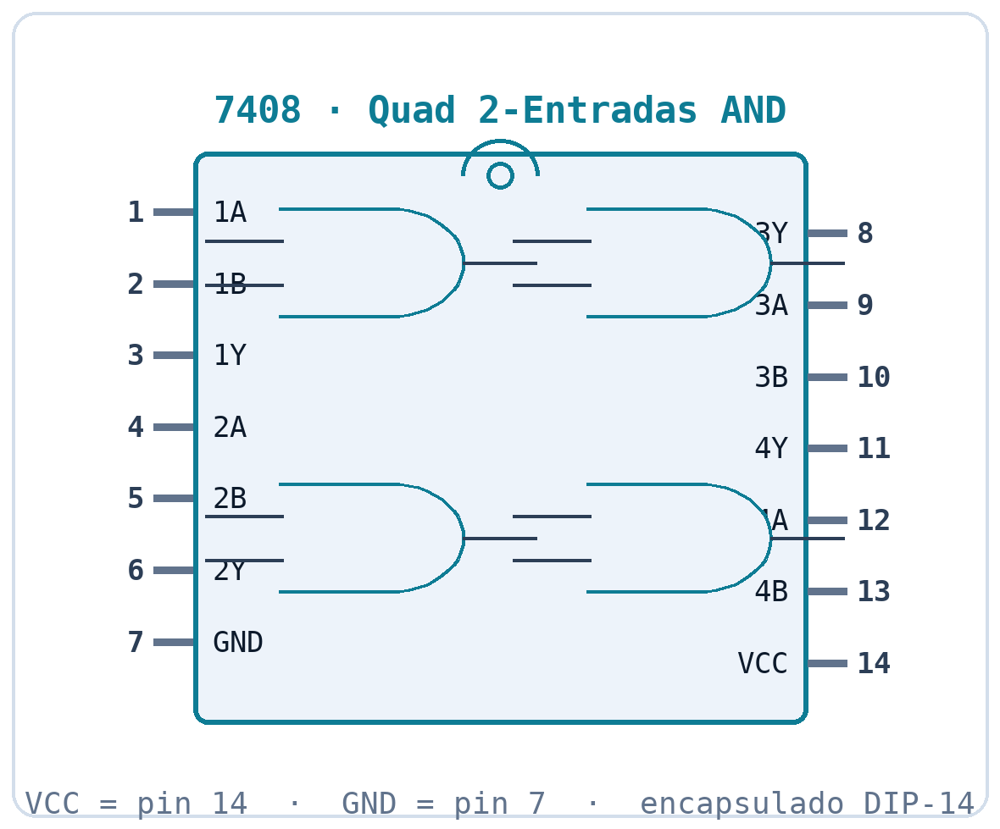 7408 · Quad 2-Entradas AND
1 1A
3Y 8
2 1B
3A 9
3 1Y
3B 10
4 2A
4Y 11
5 2B
4A 12
6 2Y
4B 13
7 GND
VCC 14
VCC = pin 14 · GND = pin 7 · encapsulado DIP-14